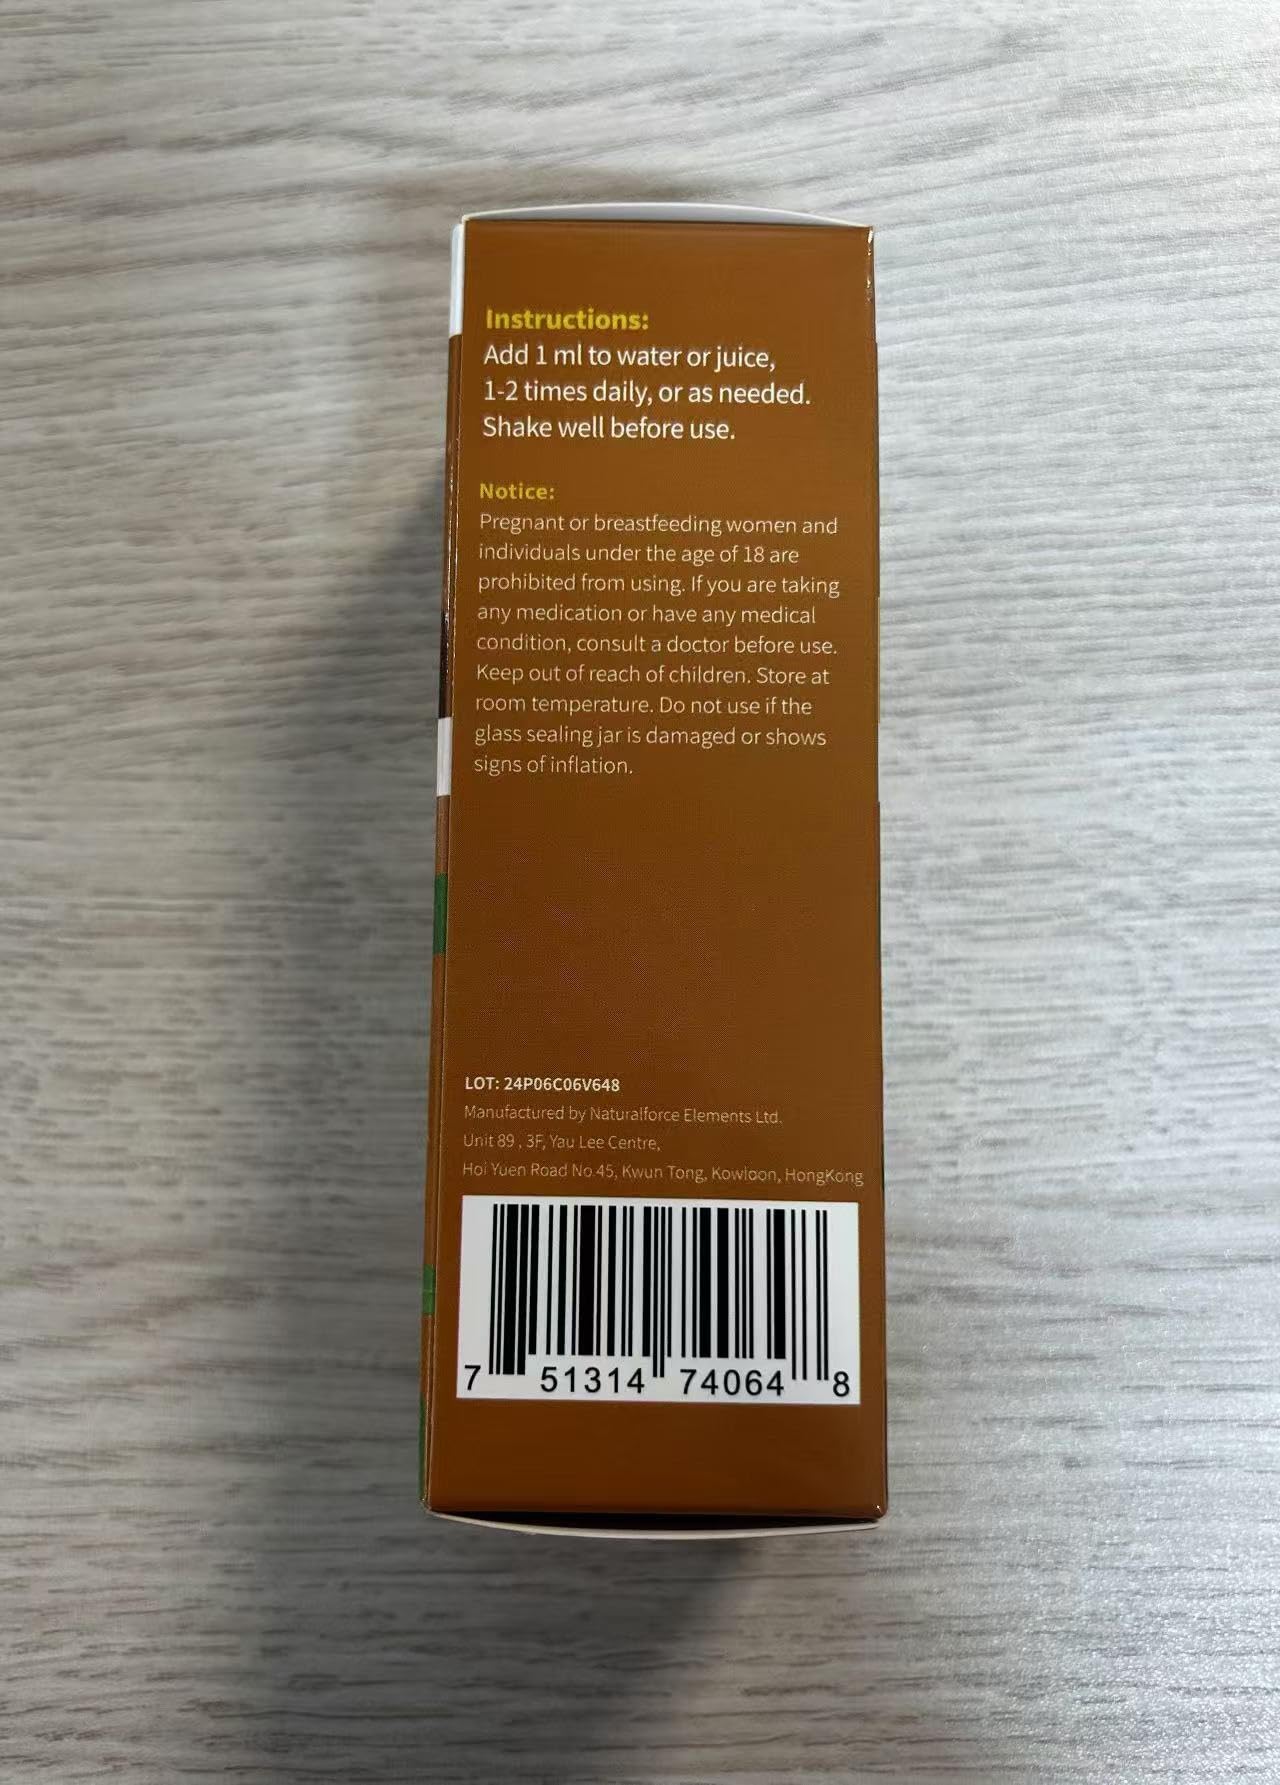 Instructions:
Add 1 ml to water or juice,
1-2 times daily, or as needed.
Shake well before use.
Notice:
Pregnant or breastfeeding women and
individuals under the age of 18 are
prohibited from using. If you are taking
any medication or have any medical
condition, consult a doctor before use.
Keep out of reach of children. Store at
room temperature. Do not use if the
glass sealing jar is damaged or shows
signs of inflation.
LOT: 24P06C06V648
Manufactured by Naturalforce Elements Ltd.
Unit 89 , 3F, Yau Lee Centre,
Hoi Yuen Road No.45, Kwun Tong, Kowloon, HongKong
7 51314 74064 8